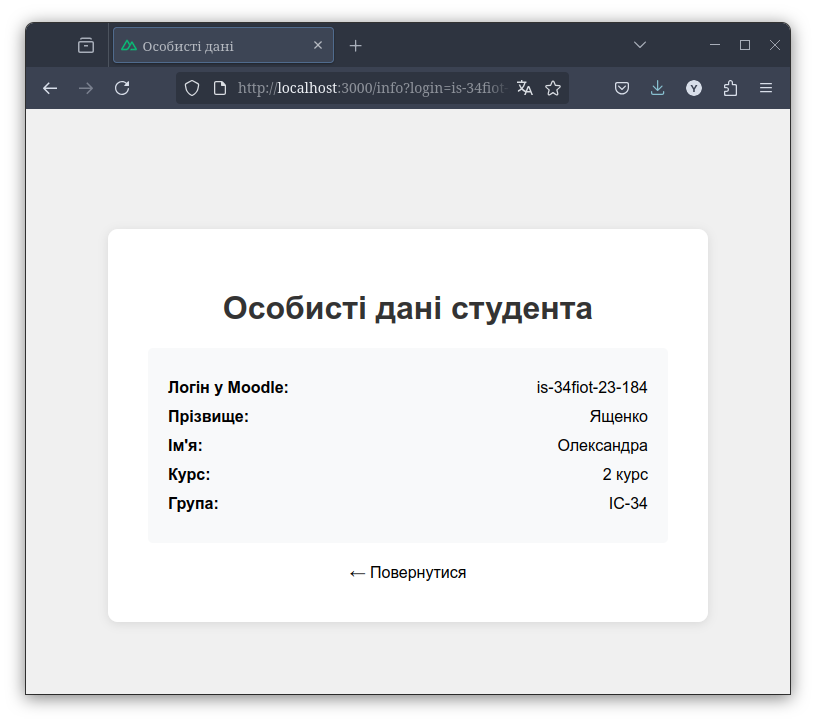 Особисті дані
http://localhost:3000/info?login=is-34fiot-
Y
Особисті дані студента
Логін у Moodle: is-34fiot-23-184
Прізвище: Ященко
Ім'я: Олександра
Курс: 2 курс
Група: ІС-34
← Повернутися